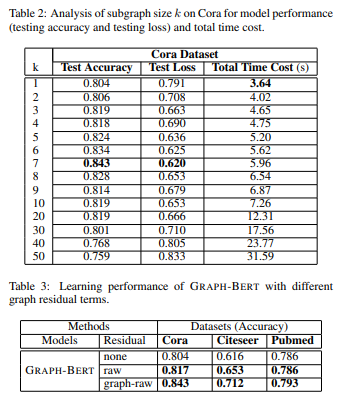 Table 2: Analysis of subgraph size k on Cora for model performance
(testing accuracy and testing loss) and total time cost.
Cora Dataset
k Test Accuracy Test Loss Total Time Cost (s)
1 0.804 0.791 3.64
2 0.806 0.708 4.02
3 0.819 0.663 4.65
4 0.818 0.690 4.75
5 0.824 0.636 5.20
6 0.834 0.625 5.62
7 0.843 0.620 5.96
8 0.828 0.653 6.54
9 0.814 0.679 6.87
10 0.819 0.653 7.26
20 0.819 0.666 12.31
30 0.801 0.710 17.56
40 0.768 0.805 23.77
50 0.759 0.833 31.59
Table 3: Learning performance of GRAPH-BERT with different
graph residual terms.
Methods Datasets (Accuracy)
Models Residual Cora Citeseer Pubmed
none 0.804 0.616 0.786
GRAPH-BERT raw 0.817 0.653 0.786
graph-raw 0.843 0.712 0.793